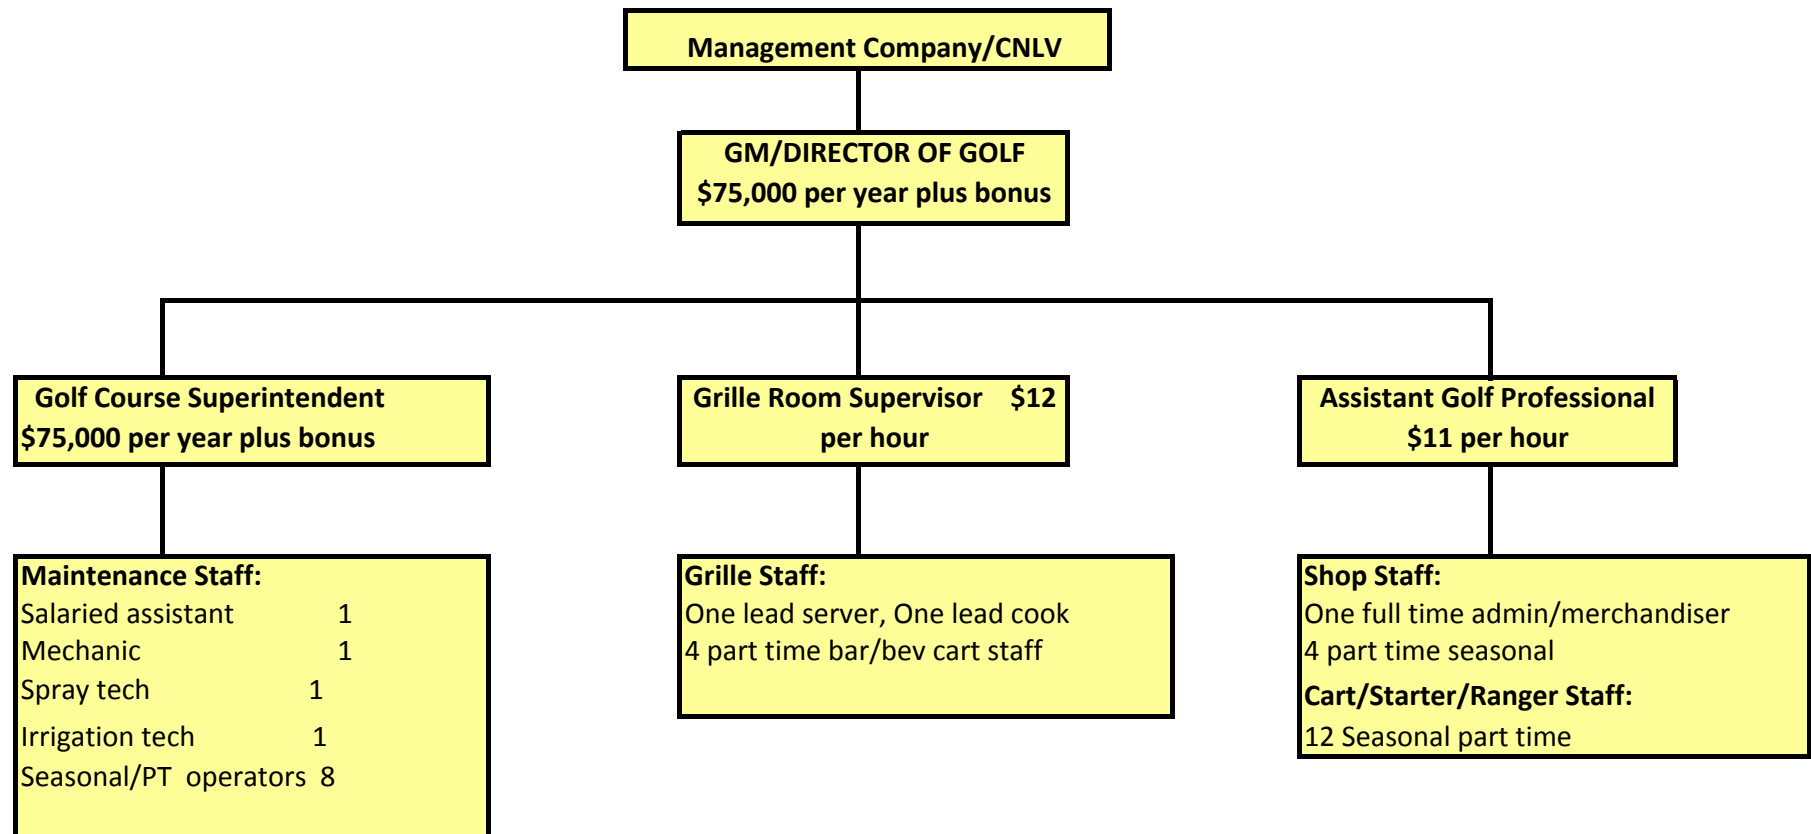 Management Company/CNLV
GM/DIRECTOR OF GOLF
$75,000 per year plus bonus
Golf Course Superintendent
$75,000 per year plus bonus
Grille Room Supervisor $12
per hour
Assistant Golf Professional
$11 per hour
Maintenance Staff:
Salaried assistant 1
Mechanic 1
Spray tech 1
Irrigation tech 1
Seasonal/PT operators 8
Grille Staff:
One lead server, One lead cook
4 part time bar/bev cart staff
Shop Staff:
One full time admin/merchandiser
4 part time seasonal
Cart/Starter/Ranger Staff:
12 Seasonal part time